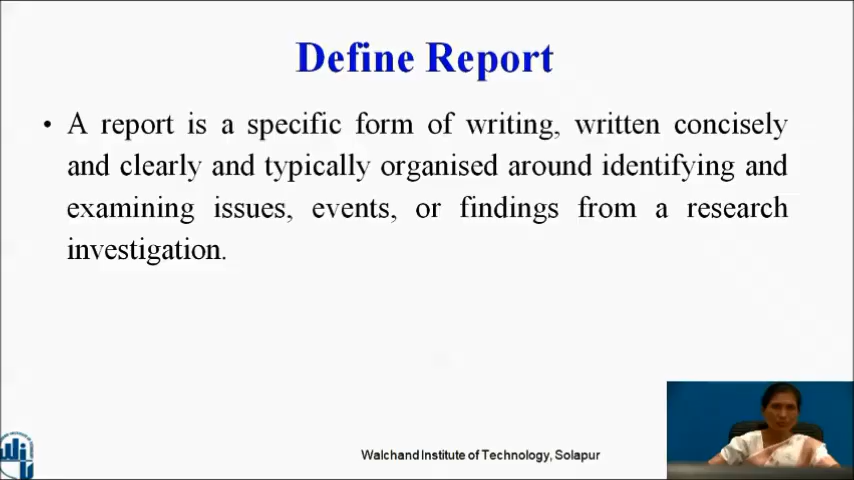 Define Report
• A report is a specific form of writing, written concisely
and clearly and typically organised around identifying and
examining issues, events, or findings from a research
investigation.
Walchand Institute of Technology, Solapur